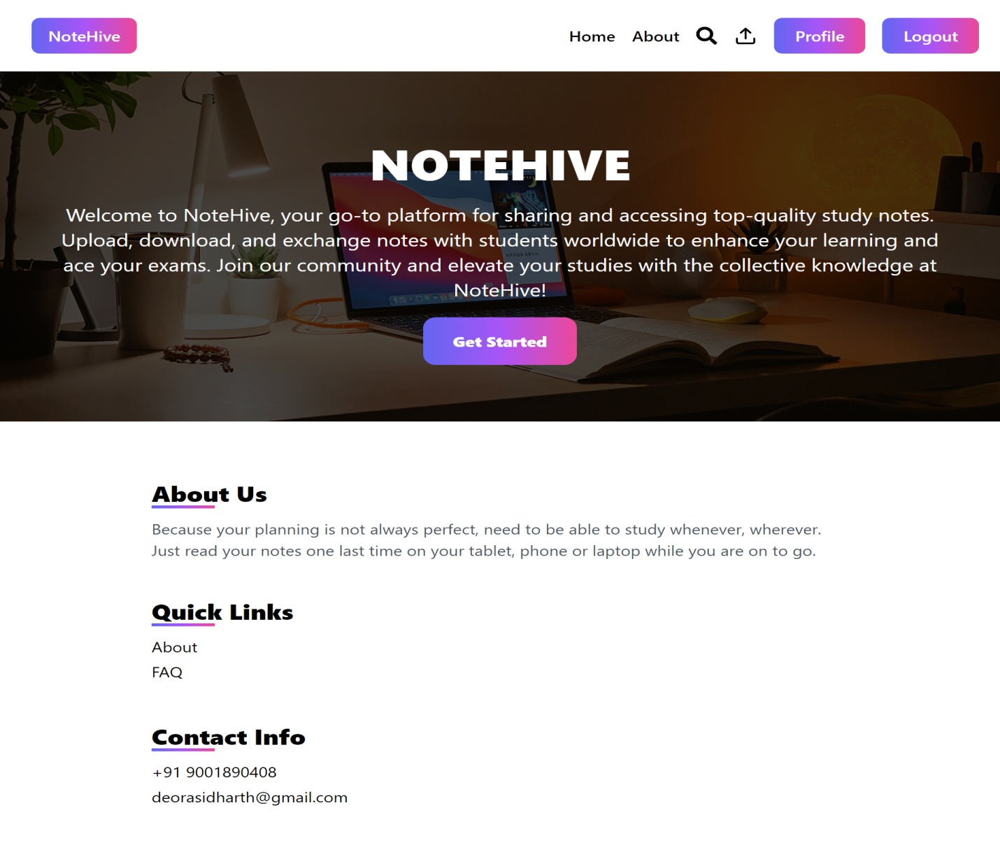 NoteHive
Home About Profile Logout
NOTEHIVE
Welcome to NoteHive, your go-to platform for sharing and accessing top-quality study notes.
Upload, download, and exchange notes with students worldwide to enhance your learning and
ace your exams. Join our community and elevate your studies with the collective knowledge at
NoteHive!
Get Started
About Us
Because your planning is not always perfect, need to be able to study whenever, wherever.
Just read your notes one last time on your tablet, phone or laptop while you are on to go.
Quick Links
About
FAQ
Contact Info
+91 9001890408
deorasidharth@gmail.com